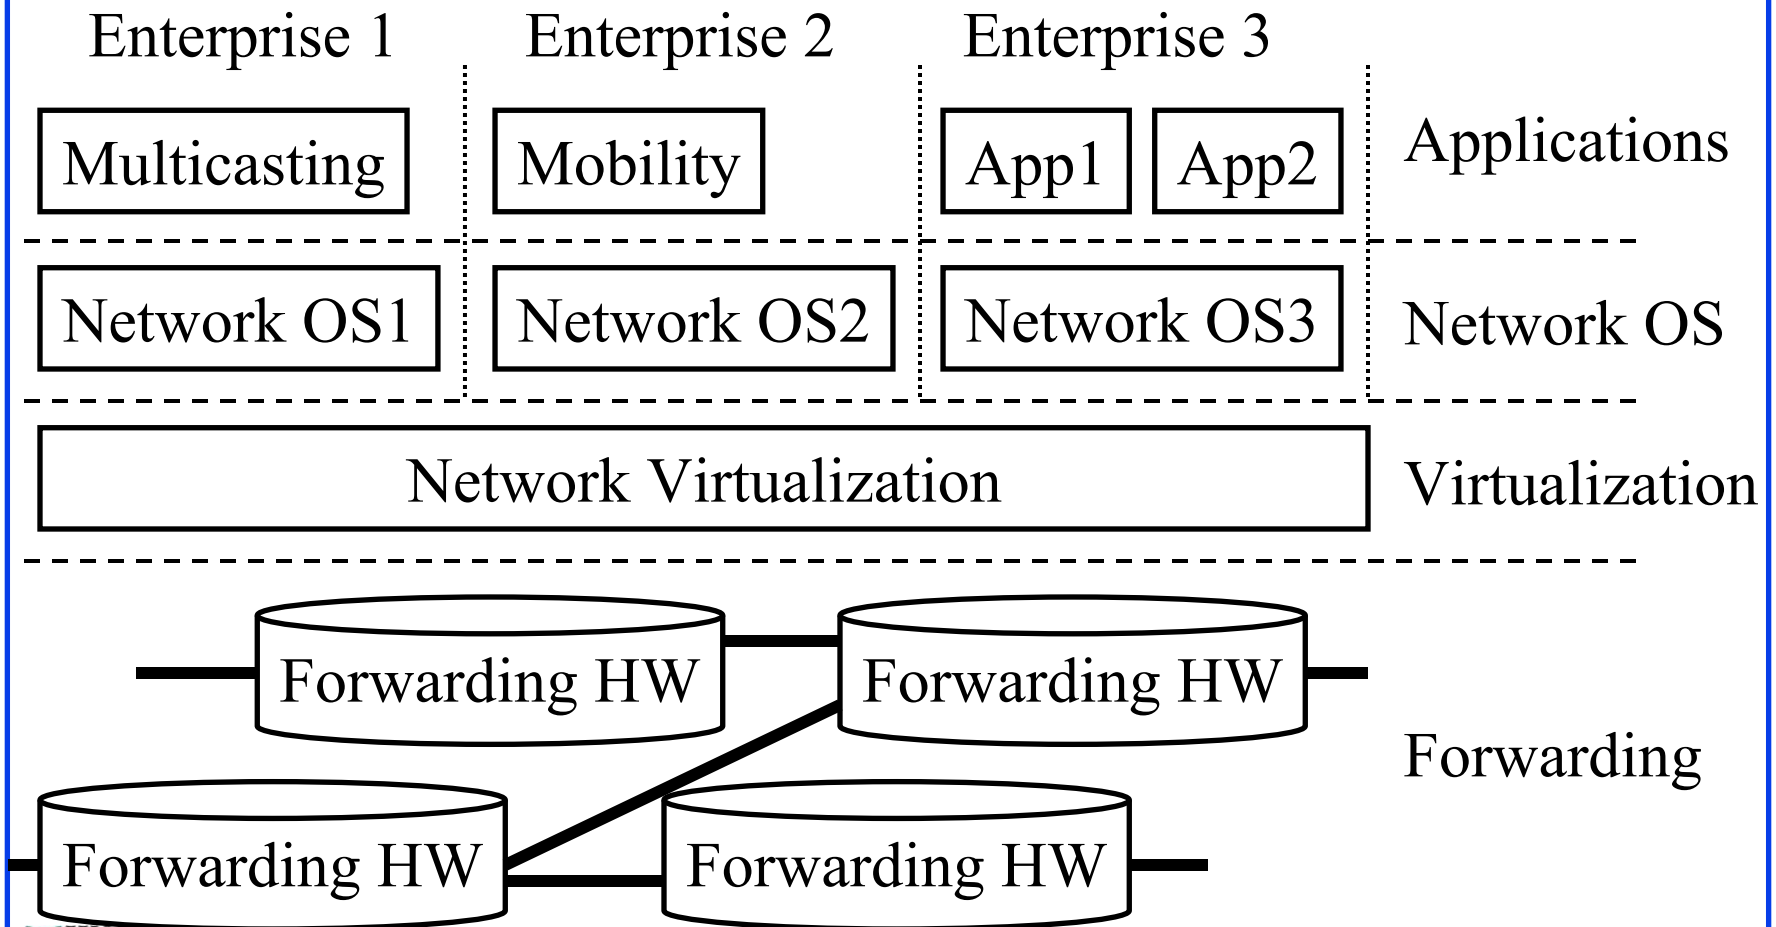 Enterprise 1 Enterprise 2 Enterprise 3
Multicasting Mobility App1 App2 Applications
Network OS1 Network OS2 Network OS3 Network OS
Network Virtualization Virtualization
Forwarding HW Forwarding HW
Forwarding
Forwarding HW Forwarding HW